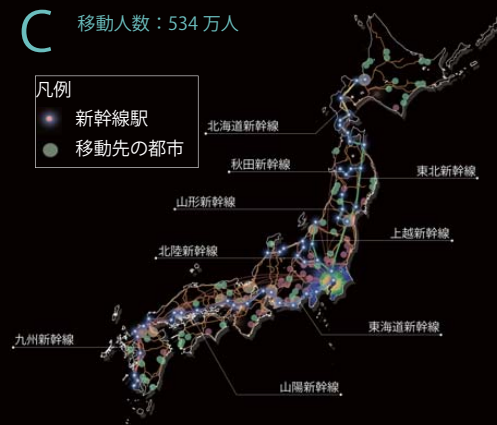 C 移動人数：534 万人
凡例
新幹線駅
移動先の都市
北海道新幹線
秋田新幹線
東北新幹線
山形新幹線
上越新幹線
北陸新幹線
東海道新幹線
九州新幹線
山陽新幹線